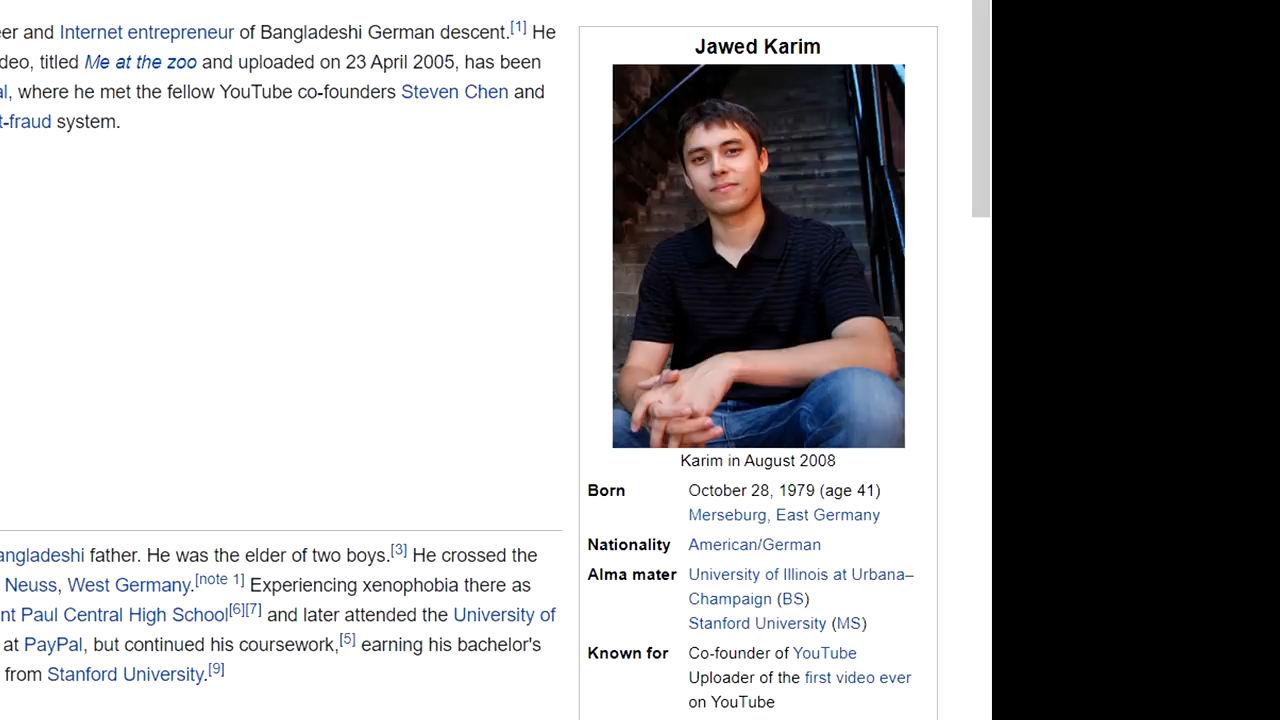 er and Internet entrepreneur of Bangladeshi German descent.[1] He
deo, titled Me at the zoo and uploaded on 23 April 2005, has been
al, where he met the fellow YouTube co-founders Steven Chen and
t-fraud system.
angladeshi father. He was the elder of two boys.[3] He crossed the
Neuss, West Germany.[note 1] Experiencing xenophobia there as
nt Paul Central High School[6][7] and later attended the University of
at PayPal, but continued his coursework,[5] earning his bachelor's
from Stanford University.[9]
Jawed Karim
Karim in August 2008
Born October 28, 1979 (age 41)
Merseburg, East Germany
Nationality American/German
Alma mater University of Illinois at Urbana–
Champaign (BS)
Stanford University (MS)
Known for Co-founder of YouTube
Uploader of the first video ever
on YouTube